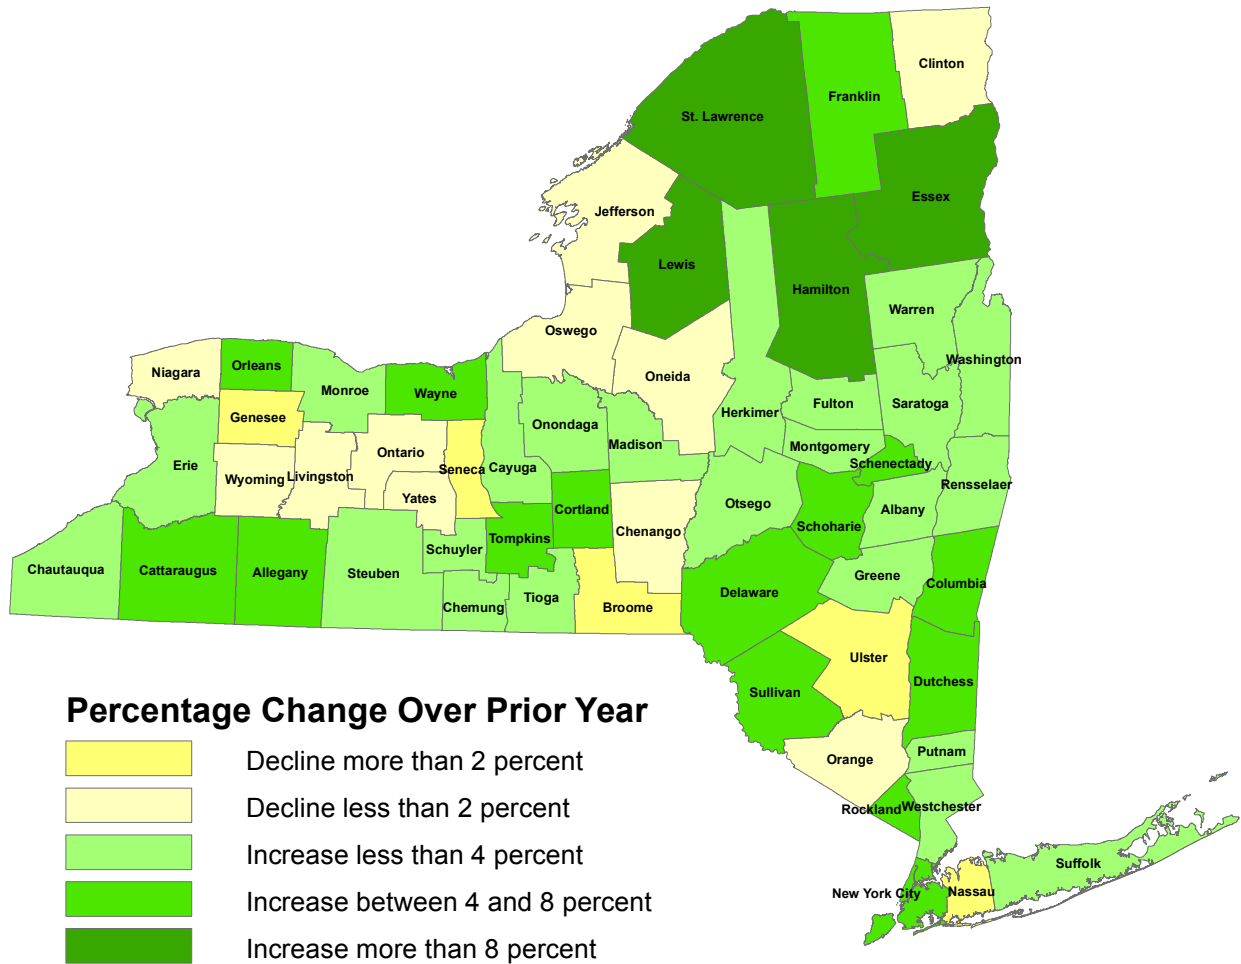 Clinton
Franklin
St. Lawrence
Essex
Jefferson
Lewis
Hamilton
Warren
Oswego
Washington
Niagara
Orleans
Oneida
Monroe
Wayne
Fulton
Saratoga
Herkimer
Genesee
Onondaga
Madison
Montgomery
Ontario
Erie
Schenectady
Cayuga
Seneca
Wyoming
Livingston
Rensselaer
Yates
Otsego
Cortland
Albany
Schoharie
Chenango
Tompkins
Schuyler
Chautauqua
Cattaraugus
Allegany
Steuben
Greene
Columbia
Delaware
Tioga
Chemung
Broome
Ulster
Dutchess
Sullivan
Putnam
Orange
Rockland
Westchester
Suffolk
New York City
Nassau
Percentage Change Over Prior Year
Decline more than 2 percent
Decline less than 2 percent
Increase less than 4 percent
Increase between 4 and 8 percent
Increase more than 8 percent